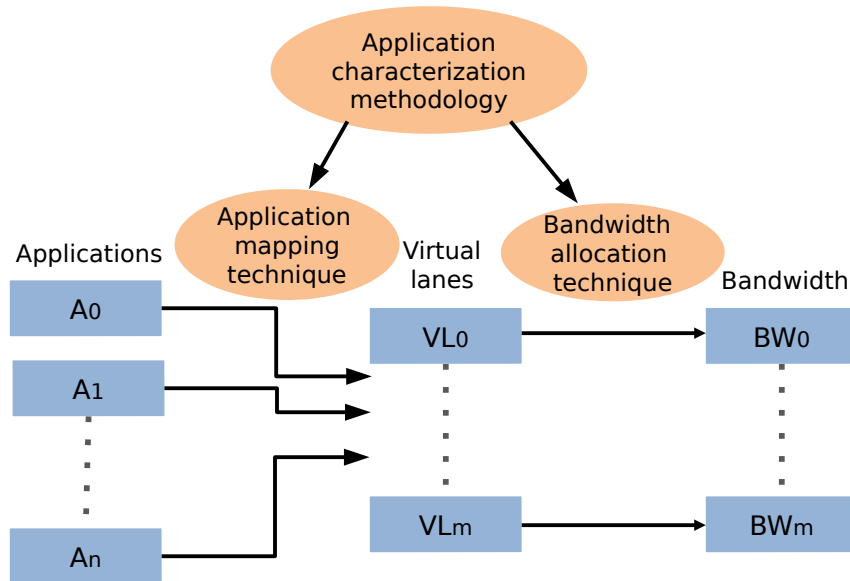 Application
characterization
methodology
Application
mapping
technique
Bandwidth
allocation
technique
Applications
Virtual
lanes
Bandwidth
A0
VL0
BW0
A1
An
VLm
BWm